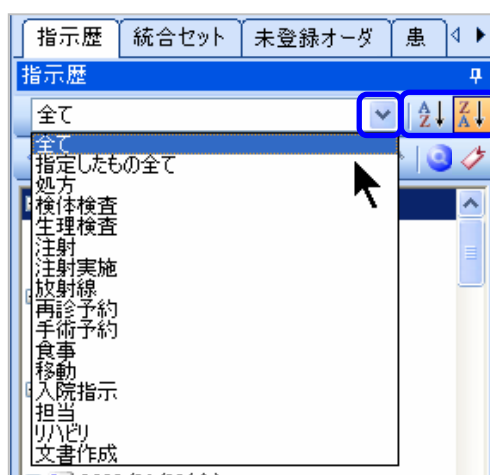 指示歴 統合セット 未登録オーダ 患
指示歴
全て
全て
指定したもの全て
処方
検体検査
生理検査
注射
注射実施
放射線
再診予約
手術予約
食事
移動
入院指示
担当
リハビリ
文書作成